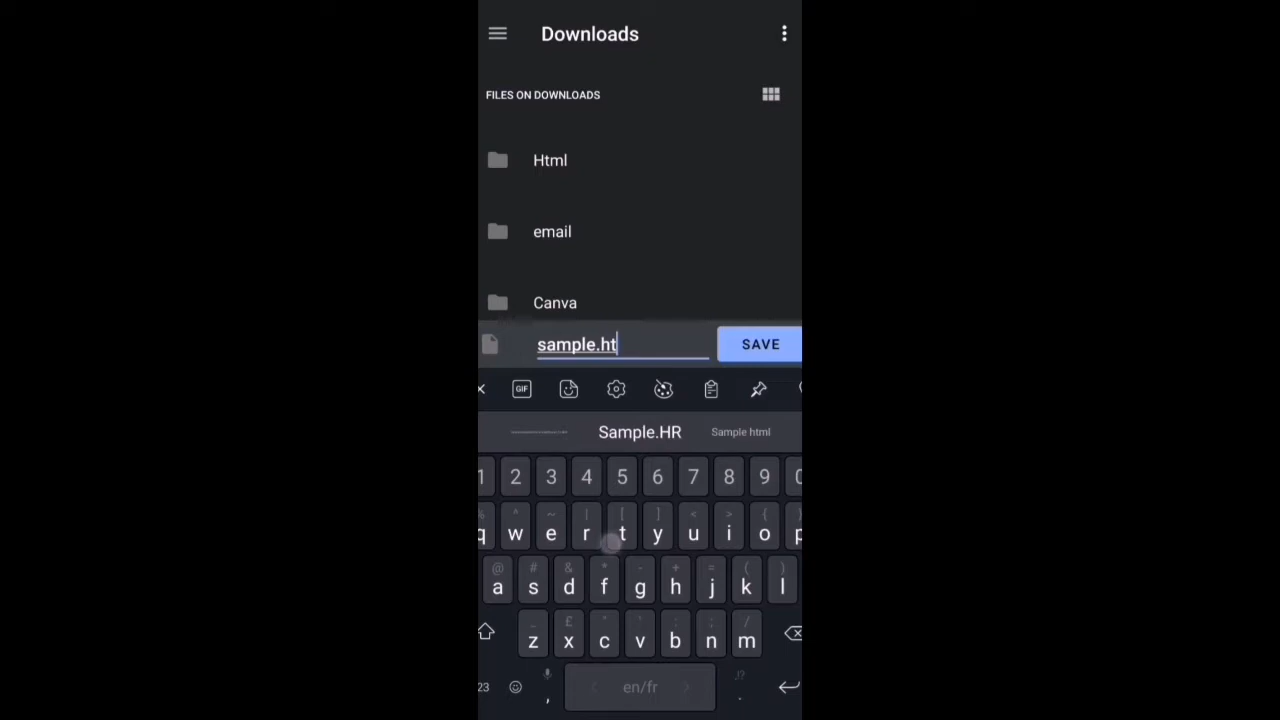 Downloads
FILES ON DOWNLOADS
Html
email
Canva
sample.ht
SAVE
GIF
Sample.HR
Sample html
1 2 3 4 5 6 7 8 9 0
% ^ ~ | [ ] < > { }
q w e r t y u i o p
@ # & * - + = ( )
a s d f g h j k l
_ £ " ' : ; /
z x c v b n m
23
,
< en/fr >
,!?
.